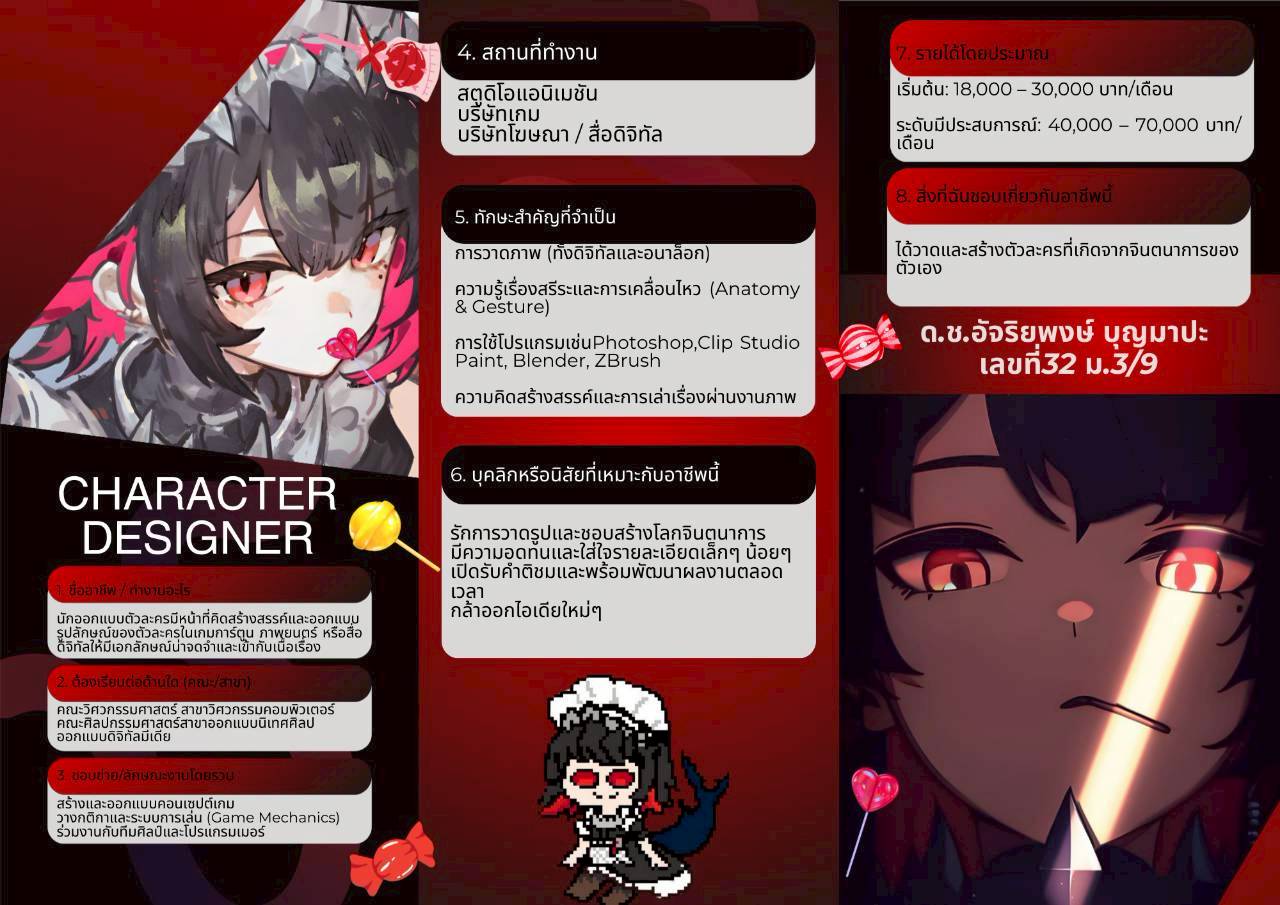 CHARACTER
DESIGNER
1. ชื่ออาชีพ / ทำงานอะไร
นักออกแบบตัวละครมีหน้าที่คิดสร้างสรรค์และออกแบบ
รูปลักษณ์ของตัวละครในเกมการ์ตูน ภาพยนตร์ หรือสื่อ
ดิจิทัลให้มีเอกลักษณ์น่าจดจำและเข้ากับเนื้อเรื่อง
2. ต้องเรียนต่อด้านใด (คณะ/สาขา)
คณะวิศวกรรมศาสตร์ สาขาวิศวกรรมคอมพิวเตอร์
คณะศิลปกรรมศาสตร์สาขาออกแบบนิเทศศิลป์
ออกแบบดิจิทัลมีเดีย
3. ขอบข่าย/ลักษณะงานโดยรวม
สร้างและออกแบบคอนเซปต์เกม
วางกติกาและระบบการเล่น (Game Mechanics)
ร่วมงานกับทีมศิลป์และโปรแกรมเมอร์
4. สถานที่ทำงาน
สตูดิโอแอนิเมชัน
บริษัทเกม
บริษัทโฆษณา / สื่อดิจิทัล
5. ทักษะสำคัญที่จำเป็น
การวาดภาพ (ทั้งดิจิทัลและอนาล็อก)
ความรู้เรื่องสรีระและการเคลื่อนไหว (Anatomy
& Gesture)
การใช้โปรแกรมเช่นPhotoshop,Clip Studio
Paint, Blender, ZBrush
ความคิดสร้างสรรค์และการเล่าเรื่องผ่านงานภาพ
6. บุคลิกหรือนิสัยที่เหมาะกับอาชีพนี้
รักการวาดรูปและชอบสร้างโลกจินตนาการ
มีความอดทนและใส่ใจรายละเอียดเล็กๆ น้อยๆ
เปิดรับคำติชมและพร้อมพัฒนาผลงานตลอด
เวลา
กล้าออกไอเดียใหม่ๆ
7. รายได้โดยประมาณ
เริ่มต้น: 18,000 – 30,000 บาท/เดือน
ระดับมีประสบการณ์: 40,000 – 70,000 บาท/
เดือน
8. สิ่งที่ฉันชอบเกี่ยวกับอาชีพนี้
ได้วาดและสร้างตัวละครที่เกิดจากจินตนาการของ
ตัวเอง
ด.ช.อัจริยพงษ์ บุญมาปะ
เลขที่32 ม.3/9